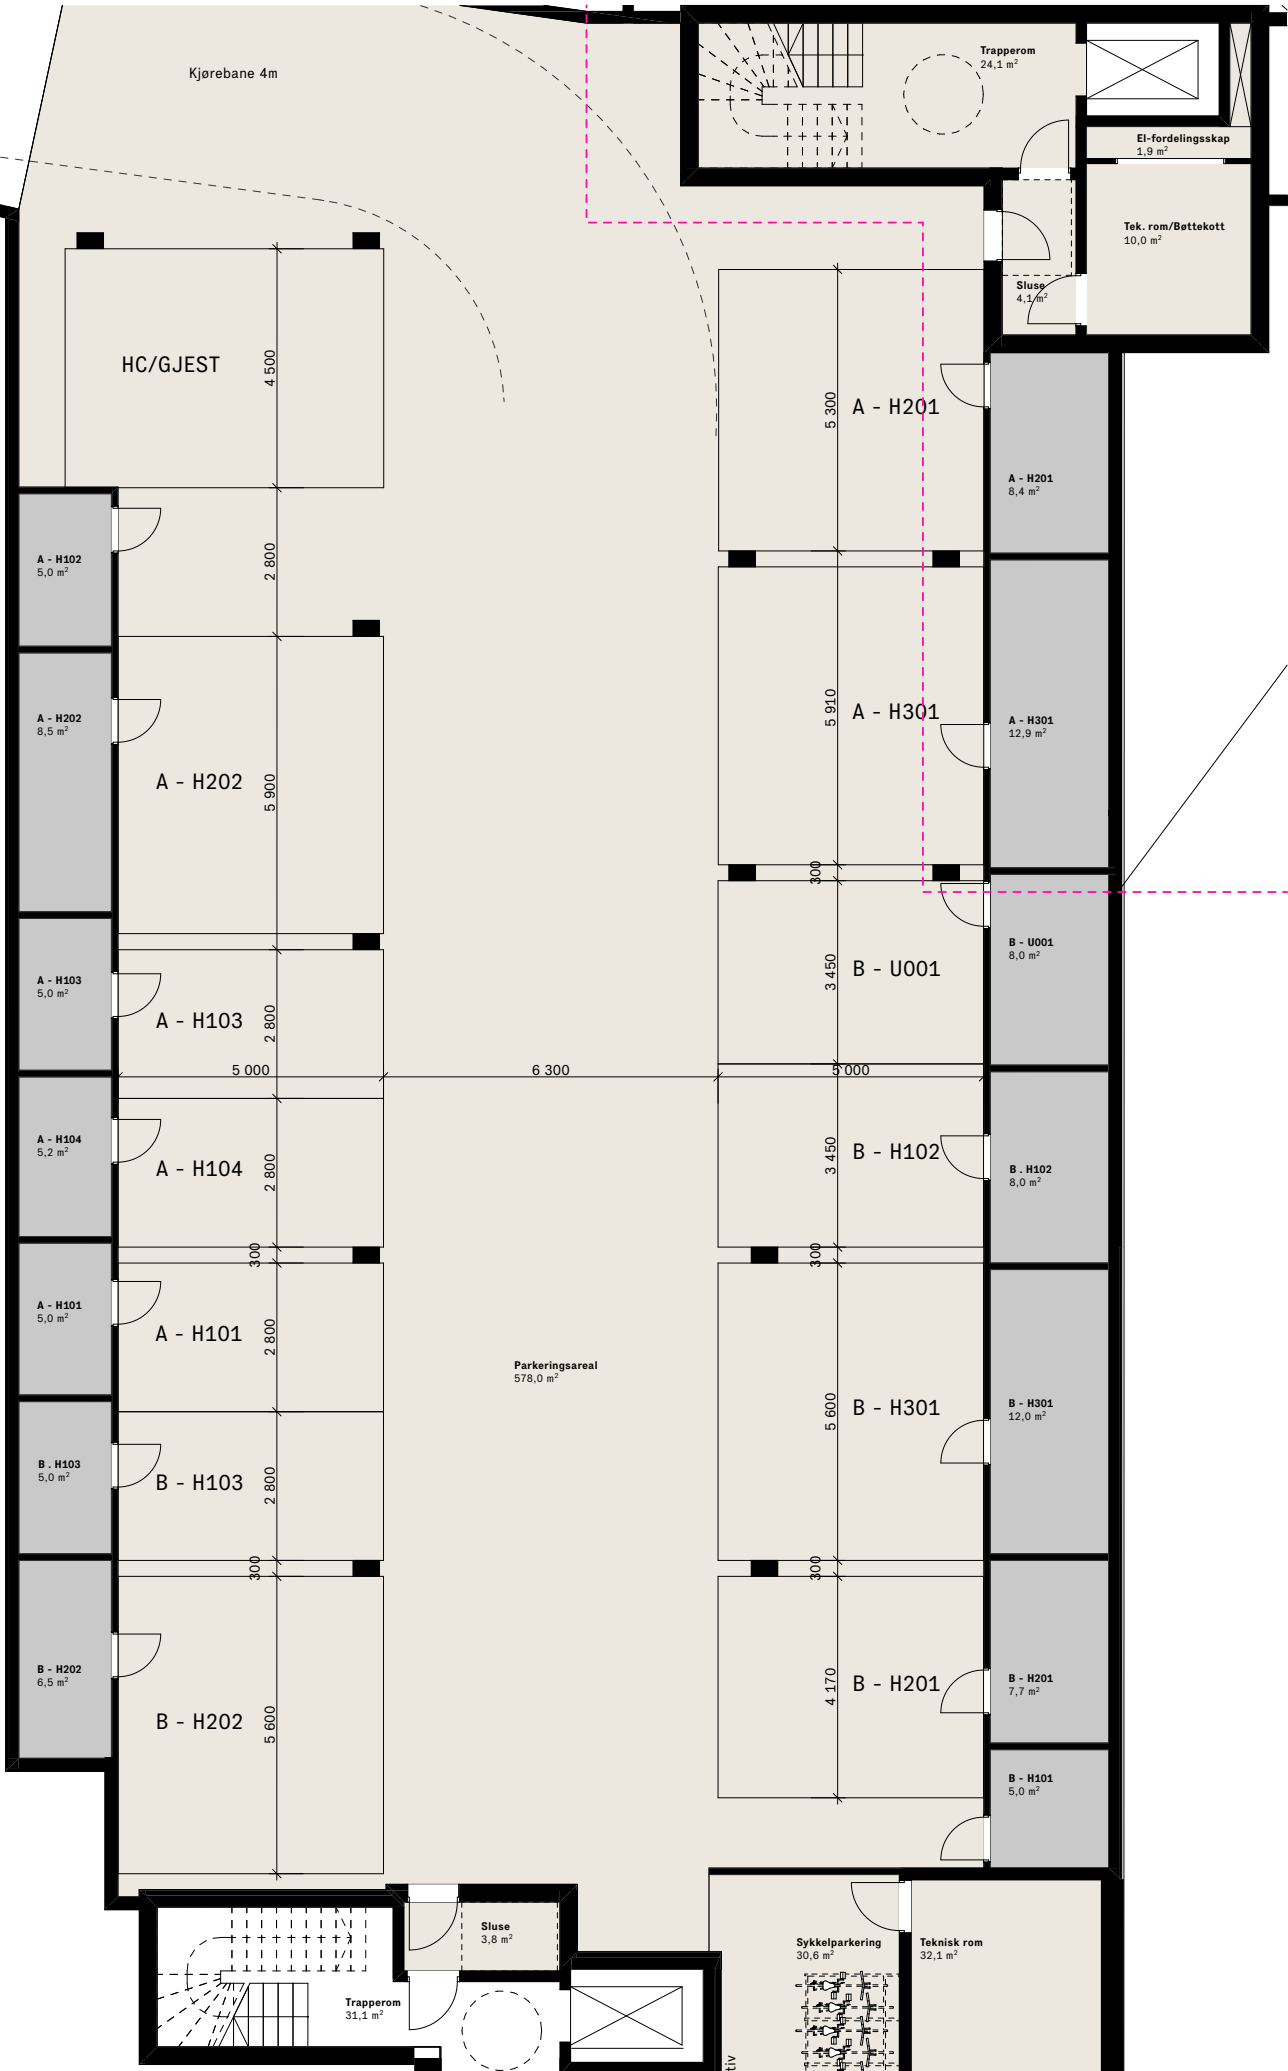 Kjørebane 4m
Trapperom
24,1 m²
El-fordelingsskap
1,9 m²
Tek. rom/Bøttekott
10,0 m²
Sluse
4,1 m²
HC/GJEST
4 500
5 300
A - H201
A - H201
8,4 m²
A - H102
5,0 m²
2 800
A - H202
8,5 m²
A - H202
5 900
5 910
A - H301
A - H301
12,9 m²
300
A - H103
5,0 m²
A - H103
2 800
3 450
B - U001
B - U001
8,0 m²
5 000
6 300
5 000
A - H104
5,2 m²
A - H104
2 800
3 450
B - H102
B . H102
8,0 m²
300
300
A - H101
5,0 m²
A - H101
2 800
Parkeringsareal
578,0 m²
5 600
B - H301
B - H301
12,0 m²
B . H103
5,0 m²
B - H103
2 800
300
300
B - H202
6,5 m²
B - H202
5 600
4 170
B - H201
B - H201
7,7 m²
B - H101
5,0 m²
Sluse
3,8 m²
Trapperom
31,1 m²
Sykkelparkering
30,6 m²
Teknisk rom
32,1 m²
tiv